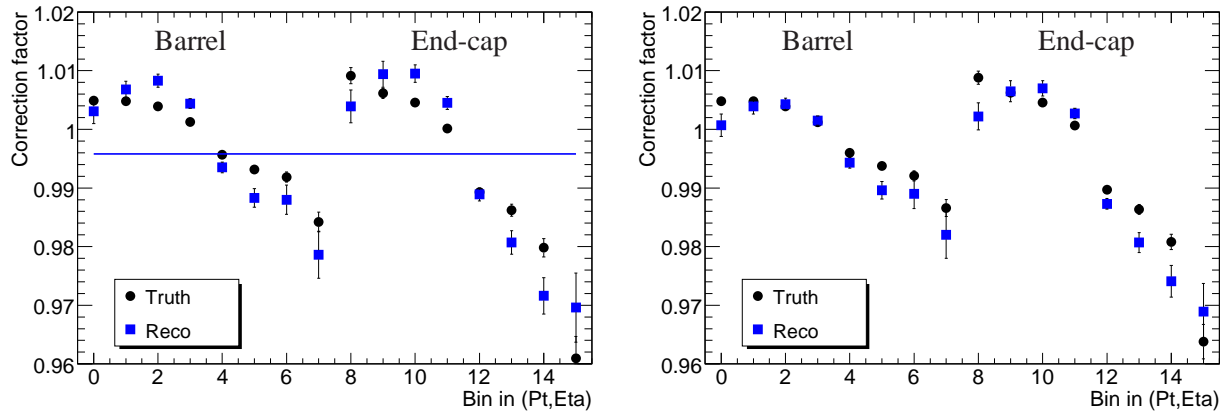 Correction factor
1.02
1.01
1
0.99
0.98
0.97
0.96
Barrel
End-cap
Truth
Reco
0 2 4 6 8 10 12 14
Bin in (Pt,Eta)
Correction factor
1.02
1.01
1
0.99
0.98
0.97
0.96
Barrel
End-cap
Truth
Reco
0 2 4 6 8 10 12 14
Bin in (Pt,Eta)